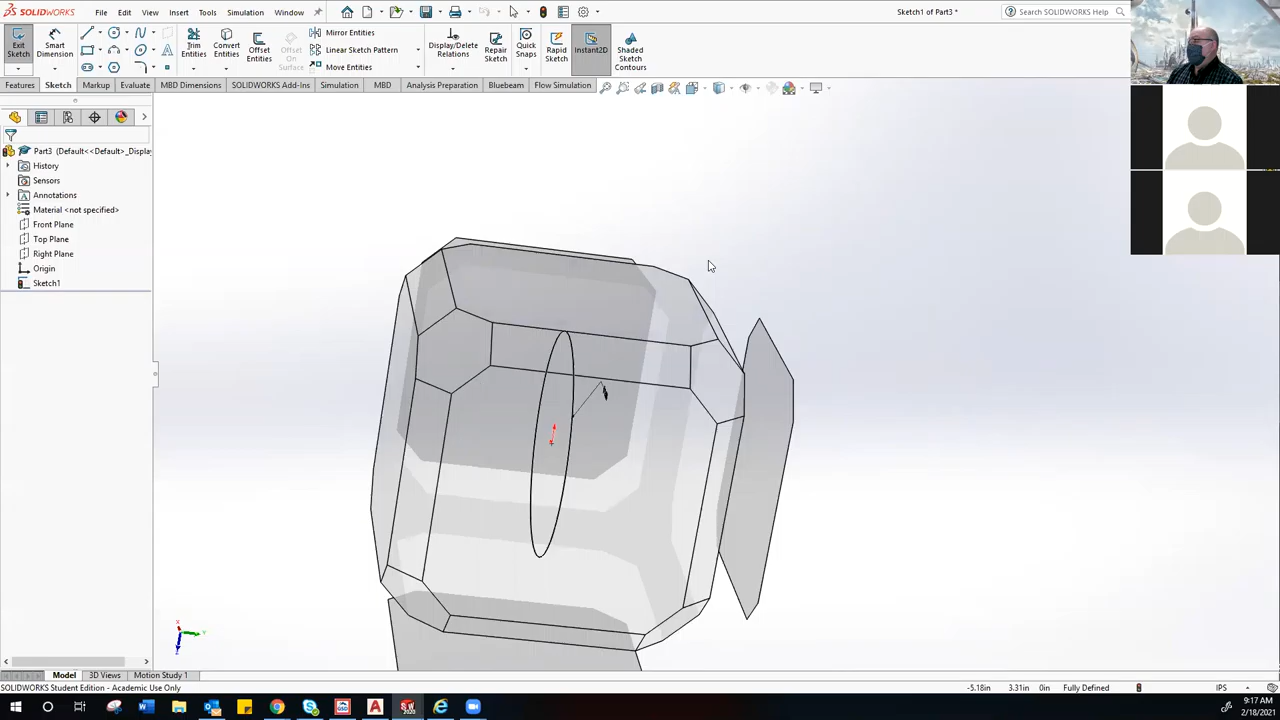 SOLIDWORKS File Edit View Insert Tools Simulation Window Sketch1 of Part3 * Search SOLIDWORKS Help
Exit Sketch
Smart Dimension
Trim Entities
Convert Entities
Offset Entities
Offset On Surface
Mirror Entities
Linear Sketch Pattern
Move Entities
Display/Delete Relations
Repair Sketch
Quick Snaps
Rapid Sketch
Instant2D
Shaded Sketch Contours
Features Sketch Markup Evaluate MBD Dimensions SOLIDWORKS Add-Ins Simulation MBD Analysis Preparation Bluebeam Flow Simulation
Part3 (Default<<Default>_Display
History
Sensors
Annotations
Material <not specified>
Front Plane
Top Plane
Right Plane
Origin
Sketch1
Model 3D Views Motion Study 1
SOLIDWORKS Student Edition - Academic Use Only -5.18in 3.31in 0in Fully Defined IPS
9:17 AM
2/18/2021